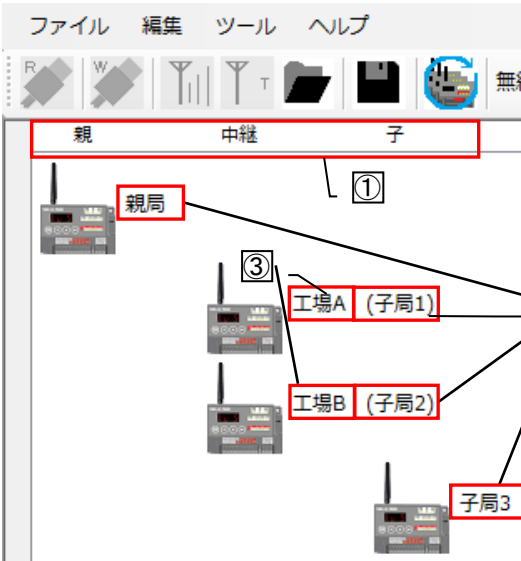 ファイル 編集 ツール ヘルプ
R W T
親 中継 子
①
親局
③
工場A (子局1)
工場B (子局2)
子局3